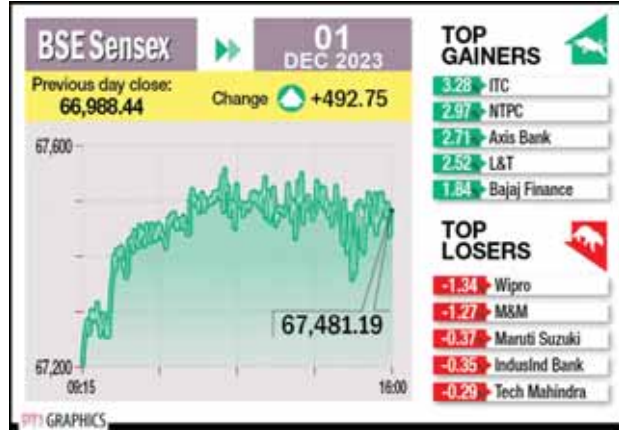 BSE Sensex
01
DEC 2023
Previous day close:
66,988.44
Change +492.75
67,600
67,481.19
67,200
09:15
16:00
TOP
GAINERS
3.28 ITC
2.97 NTPC
2.71 Axis Bank
2.52 L&T
1.84 Bajaj Finance
TOP
LOSERS
-1.34 Wipro
-1.27 M&M
-0.37 Maruti Suzuki
-0.35 IndusInd Bank
-0.29 Tech Mahindra
PTI GRAPHICS